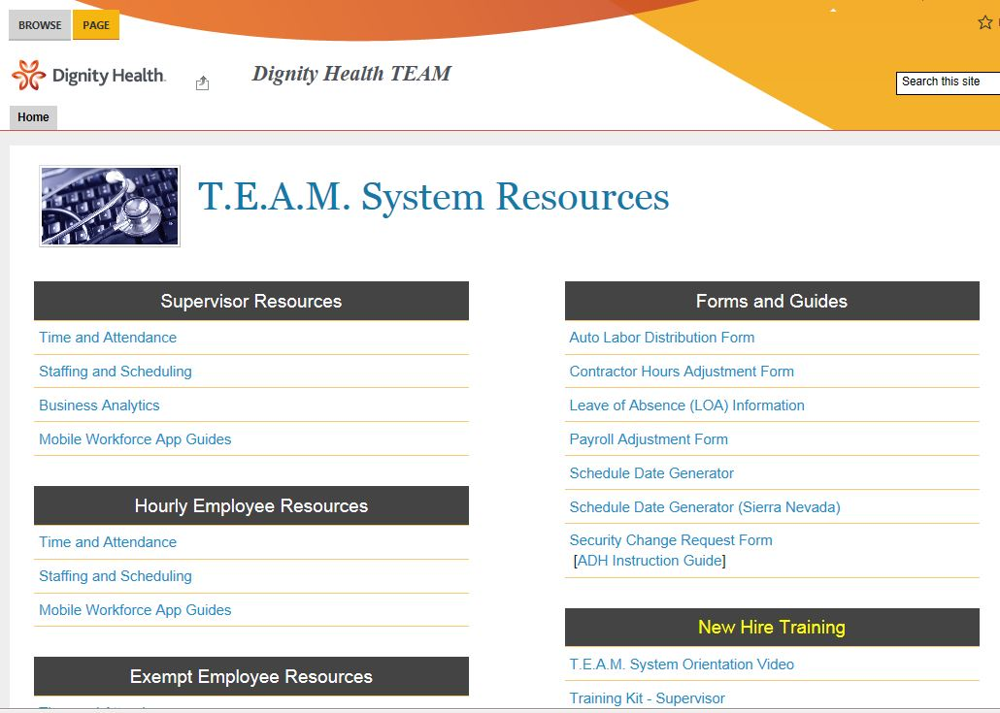 BROWSE PAGE
Dignity Health.
Dignity Health TEAM
Search this site
Home
T.E.A.M. System Resources
Supervisor Resources
Time and Attendance
Staffing and Scheduling
Business Analytics
Mobile Workforce App Guides
Hourly Employee Resources
Time and Attendance
Staffing and Scheduling
Mobile Workforce App Guides
Exempt Employee Resources
Forms and Guides
Auto Labor Distribution Form
Contractor Hours Adjustment Form
Leave of Absence (LOA) Information
Payroll Adjustment Form
Schedule Date Generator
Schedule Date Generator (Sierra Nevada)
Security Change Request Form
[ADH Instruction Guide]
New Hire Training
T.E.A.M. System Orientation Video
Training Kit - Supervisor